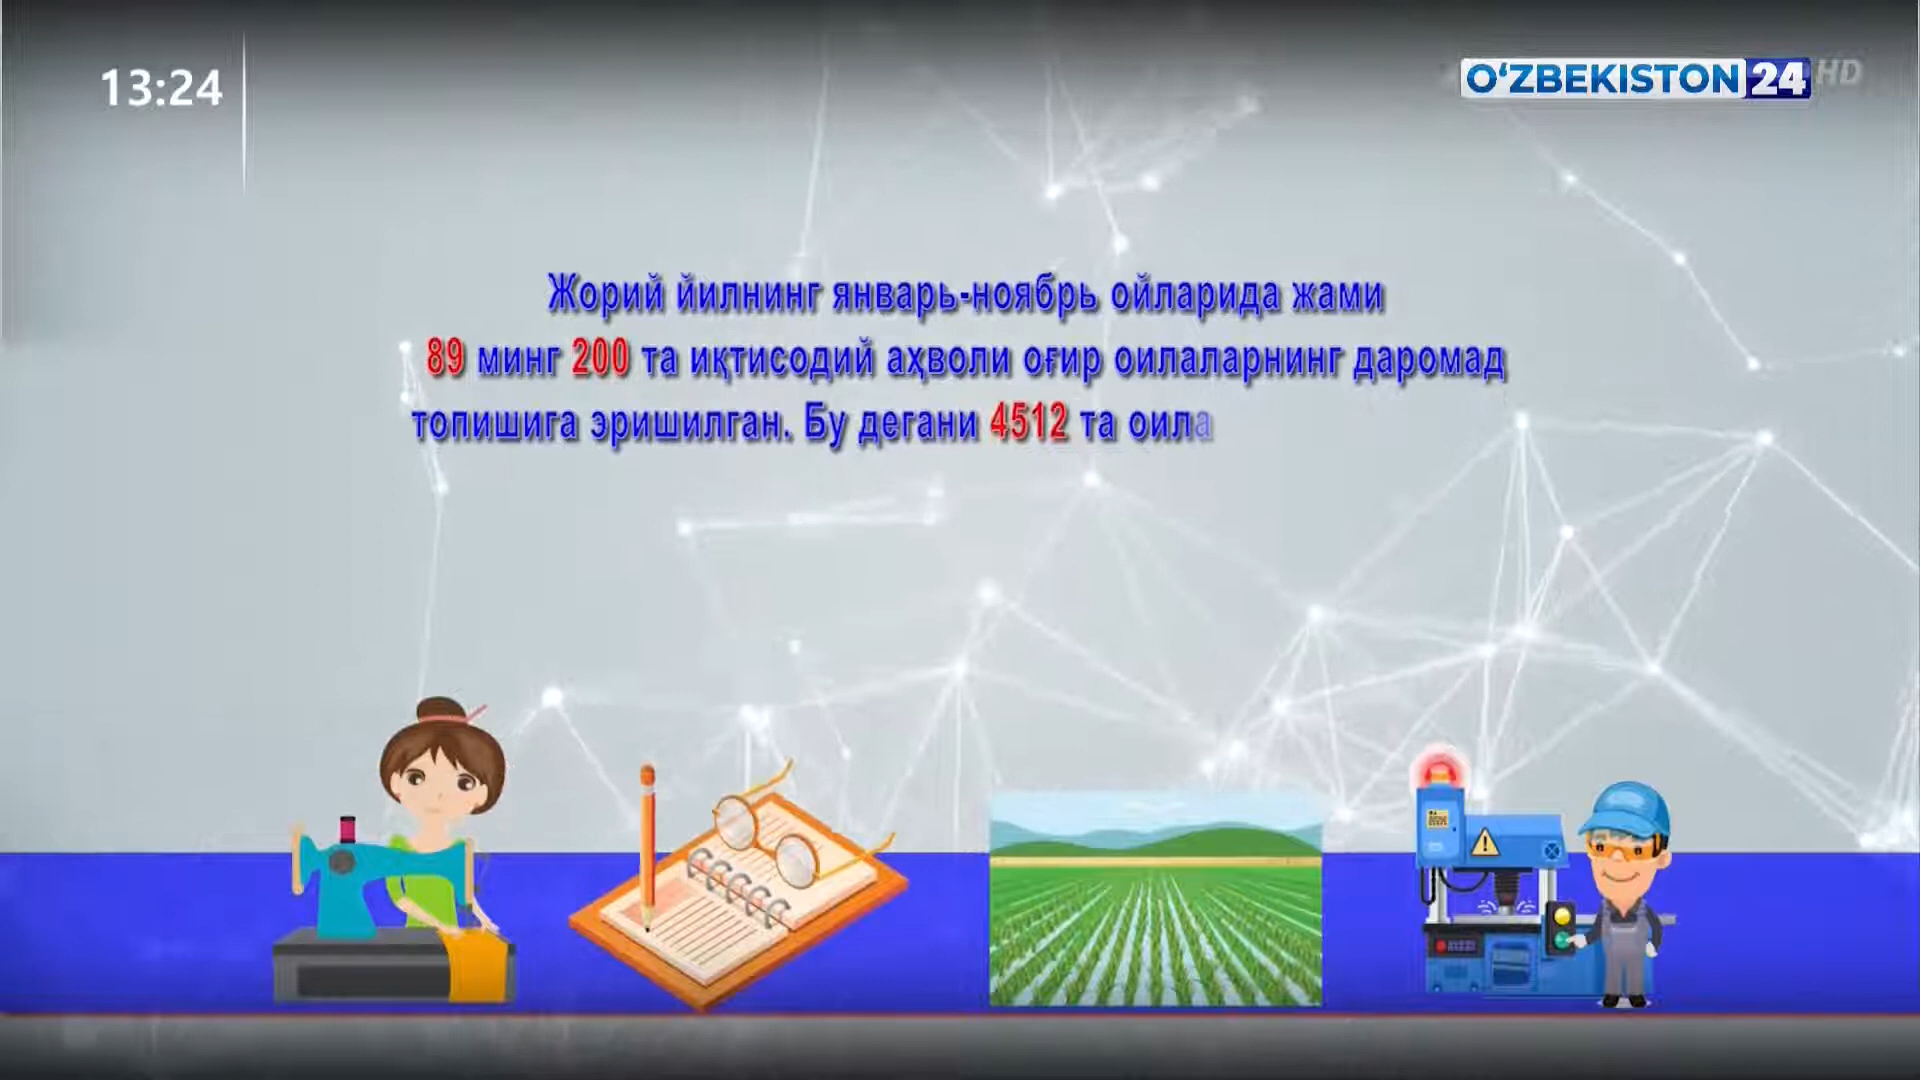 13:24
O‘ZBEKISTON 24 HD
Жорий йилнинг январь-ноябрь ойларида жами
89 минг 200 та иқтисодий аҳволи оғир оилаларнинг даромад
топишига эришилган. Бу дегани 4512 та оила